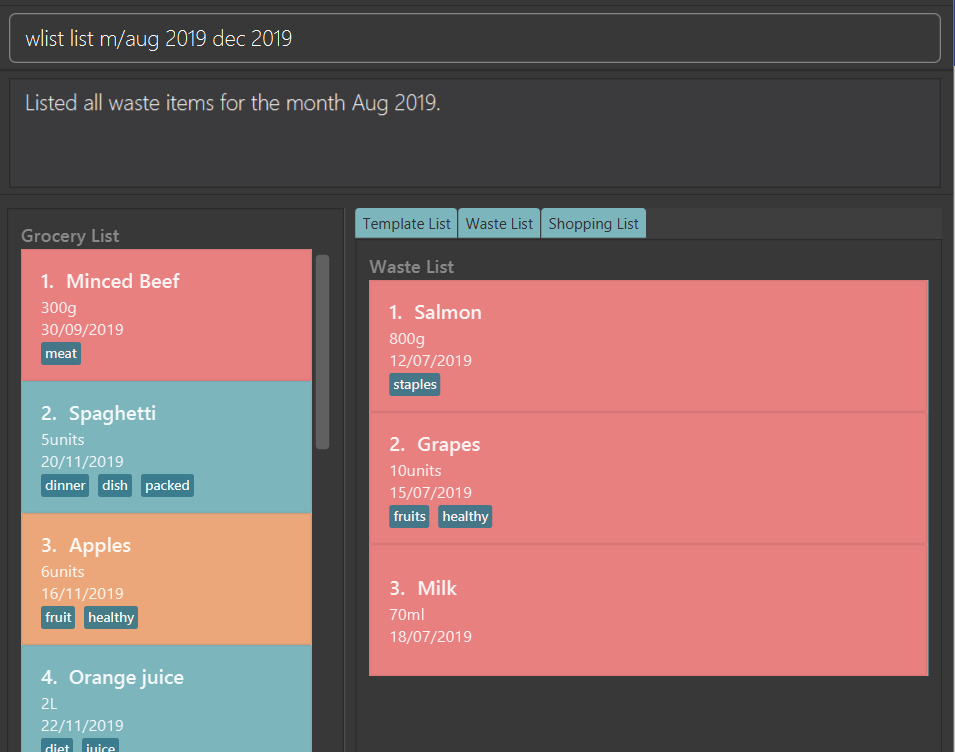 wlist list m/aug 2019 dec 2019
Listed all waste items for the month Aug 2019.
Grocery List
1. Minced Beef
300g
30/09/2019
meat
2. Spaghetti
5units
20/11/2019
dinner dish packed
3. Apples
6units
16/11/2019
fruit healthy
4. Orange juice
2L
22/11/2019
diet juice
Template List Waste List Shopping List
Waste List
1. Salmon
800g
12/07/2019
staples
2. Grapes
10units
15/07/2019
fruits healthy
3. Milk
70ml
18/07/2019